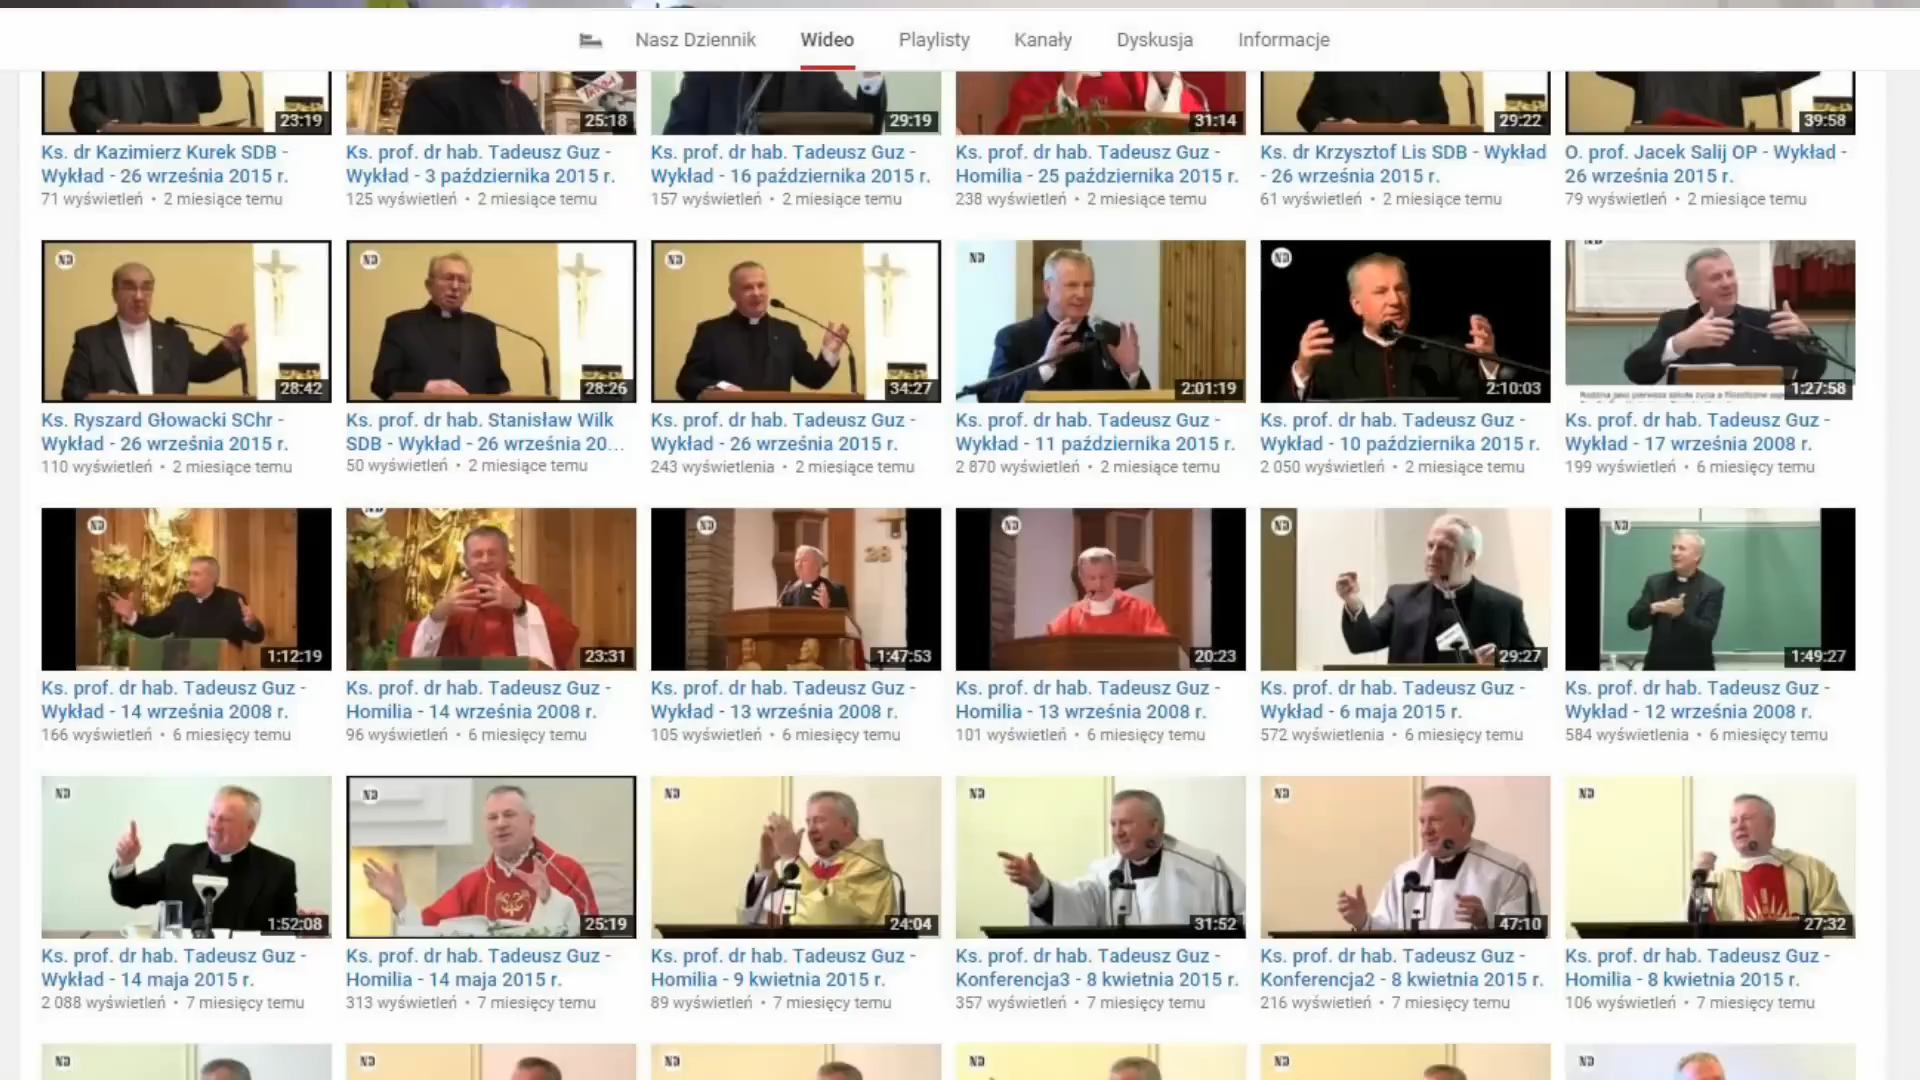 Nasz Dziennik Wideo Playlisty Kanały Dyskusja Informacje
23:19
25:18
29:19
31:14
29:22
39:58
Ks. dr Kazimierz Kurek SDB -
Wykład - 26 września 2015 r.
71 wyświetleń • 2 miesiące temu
Ks. prof. dr hab. Tadeusz Guz -
Wykład - 3 października 2015 r.
125 wyświetleń • 2 miesiące temu
Ks. prof. dr hab. Tadeusz Guz -
Wykład - 16 października 2015 r.
157 wyświetleń • 2 miesiące temu
Ks. prof. dr hab. Tadeusz Guz -
Homilia - 25 października 2015 r.
238 wyświetleń • 2 miesiące temu
Ks. dr Krzysztof Lis SDB - Wykład
- 26 września 2015 r.
61 wyświetleń • 2 miesiące temu
O. prof. Jacek Salij OP - Wykład -
26 września 2015 r.
79 wyświetleń • 2 miesiące temu
28:42
28:26
34:27
2:01:19
2:10:03
1:27:58
Ks. Ryszard Głowacki SChr -
Wykład - 26 września 2015 r.
110 wyświetleń • 2 miesiące temu
Ks. prof. dr hab. Stanisław Wilk
SDB - Wykład - 26 września 20...
50 wyświetleń • 2 miesiące temu
Ks. prof. dr hab. Tadeusz Guz -
Wykład - 26 września 2015 r.
243 wyświetlenia • 2 miesiące temu
Ks. prof. dr hab. Tadeusz Guz -
Wykład - 11 października 2015 r.
2 870 wyświetleń • 2 miesiące temu
Ks. prof. dr hab. Tadeusz Guz -
Wykład - 10 października 2015 r.
2 050 wyświetleń • 2 miesiące temu
Ks. prof. dr hab. Tadeusz Guz -
Wykład - 17 września 2008 r.
199 wyświetleń • 6 miesięcy temu
1:12:19
23:31
1:47:53
20:23
29:27
1:49:27
Ks. prof. dr hab. Tadeusz Guz -
Wykład - 14 września 2008 r.
166 wyświetleń • 6 miesięcy temu
Ks. prof. dr hab. Tadeusz Guz -
Homilia - 14 września 2008 r.
96 wyświetleń • 6 miesięcy temu
Ks. prof. dr hab. Tadeusz Guz -
Wykład - 13 września 2008 r.
105 wyświetleń • 6 miesięcy temu
Ks. prof. dr hab. Tadeusz Guz -
Homilia - 13 września 2008 r.
101 wyświetleń • 6 miesięcy temu
Ks. prof. dr hab. Tadeusz Guz -
Wykład - 6 maja 2015 r.
572 wyświetlenia • 6 miesięcy temu
Ks. prof. dr hab. Tadeusz Guz -
Wykład - 12 września 2008 r.
584 wyświetlenia • 6 miesięcy temu
1:52:08
25:19
24:04
31:52
47:10
27:32
Ks. prof. dr hab. Tadeusz Guz -
Wykład - 14 maja 2015 r.
2 088 wyświetleń • 7 miesięcy temu
Ks. prof. dr hab. Tadeusz Guz -
Homilia - 14 maja 2015 r.
313 wyświetleń • 7 miesięcy temu
Ks. prof. dr hab. Tadeusz Guz -
Homilia - 9 kwietnia 2015 r.
89 wyświetleń • 7 miesięcy temu
Ks. prof. dr hab. Tadeusz Guz -
Konferencja3 - 8 kwietnia 2015 r.
357 wyświetleń • 7 miesięcy temu
Ks. prof. dr hab. Tadeusz Guz -
Konferencja2 - 8 kwietnia 2015 r.
216 wyświetleń • 7 miesięcy temu
Ks. prof. dr hab. Tadeusz Guz -
Homilia - 8 kwietnia 2015 r.
106 wyświetleń • 7 miesięcy temu